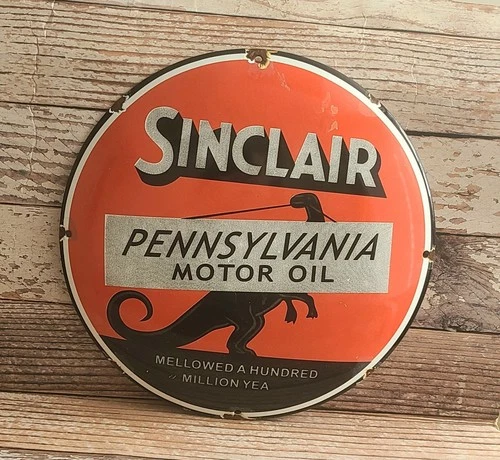 SINCLAIR
PENNSYLVANIA
MOTOR OIL
MELLOWED A HUNDRED
MILLION YEA